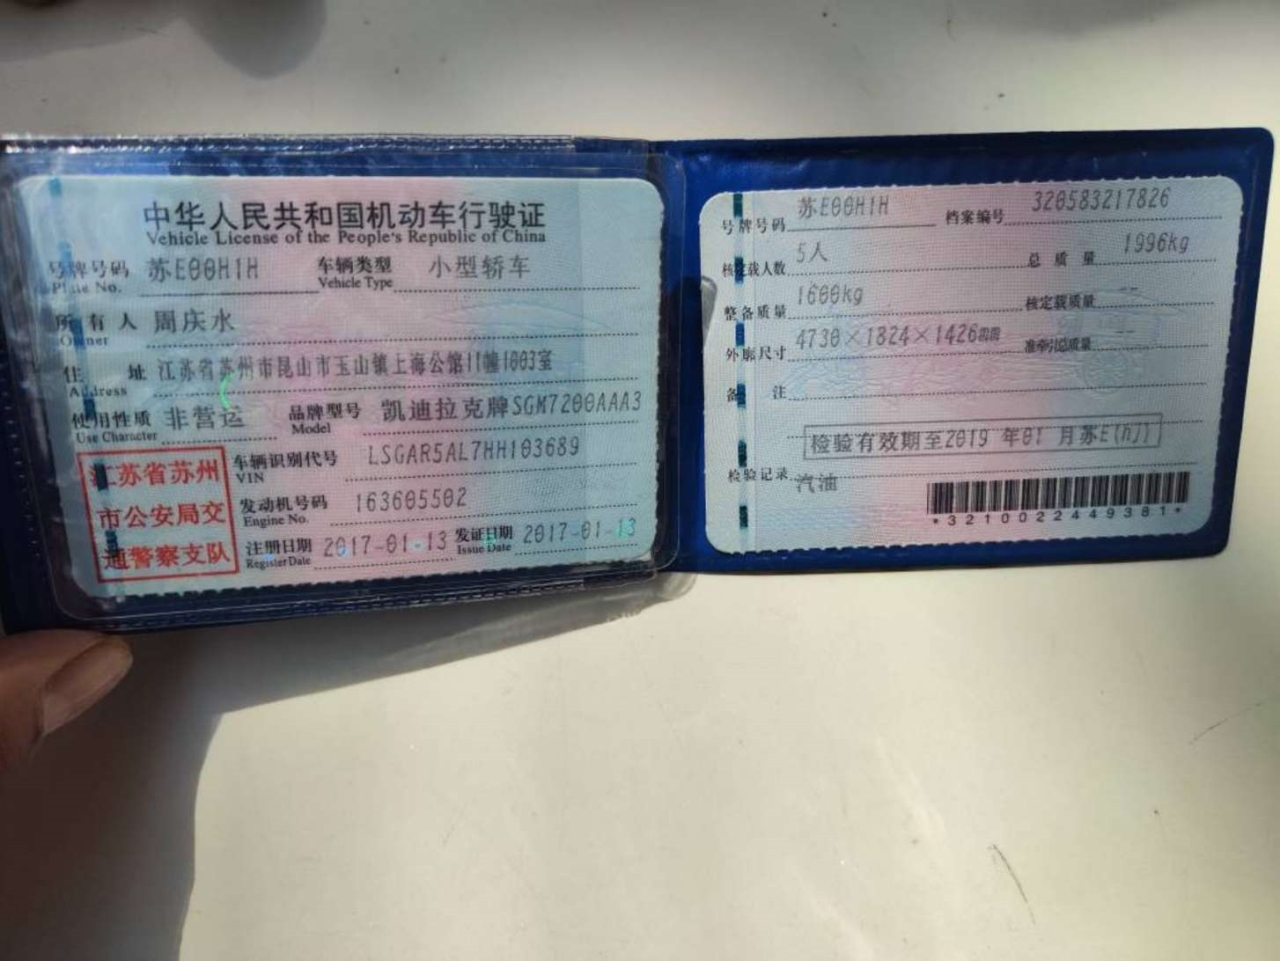 中华人民共和国机动车行驶证
Vehicle License of the People's Republic of China
号牌号码 苏E00H1H 车辆类型 小型轿车
Plate No. Vehicle Type
所有人 周庆水
Owner
住址 江苏省苏州市昆山市玉山镇上海公馆11幢1003室
Address
使用性质 非营运 品牌型号 凯迪拉克牌SGM7200AAA3
Use Character Model
江苏省苏州
市公安局交
通警察支队
车辆识别代号 LSGAR5AL7HH103689
VIN
发动机号码 163605502
Engine No.
注册日期 2017-01-13 发证日期 2017-01-13
Register Date Issue Date
号牌号码 苏E00H1H 档案编号 320583217826
核定载人数 5人 总质量 1996kg
整备质量 1600kg 核定载质量 --
外廓尺寸 4730×1824×1426mm 准牵引总质量 --
备注
检验有效期至2019 年01 月苏E(hJ)
检验记录 汽油
*3210022449381*